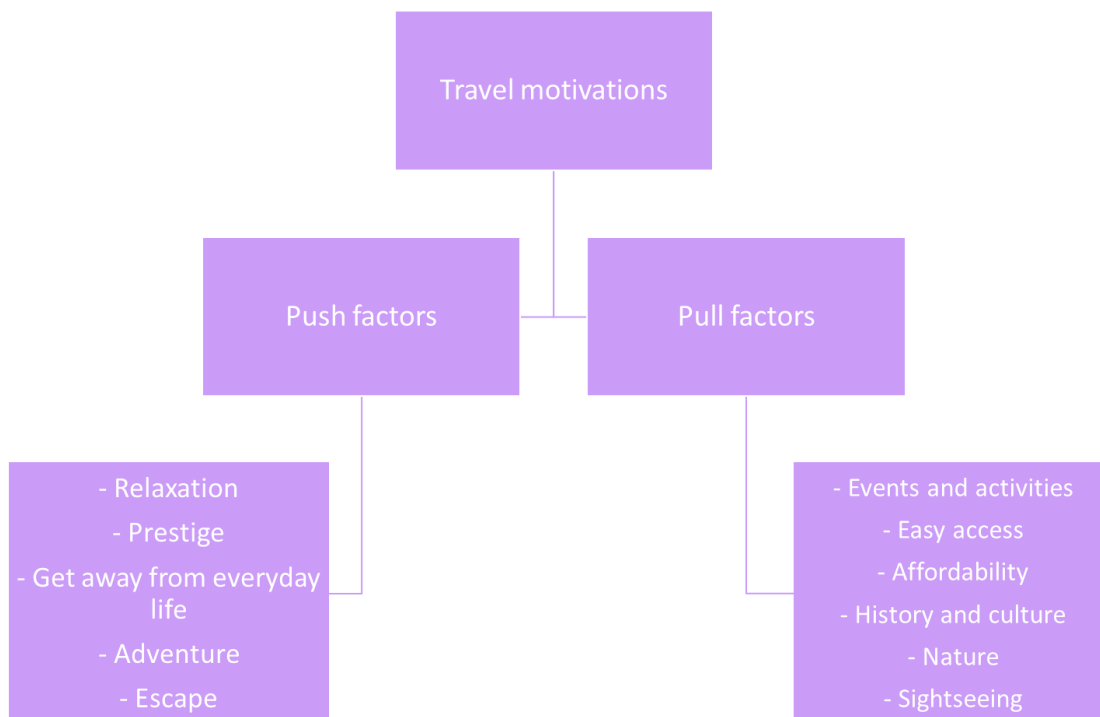 Travel motivations
Push factors
Pull factors
- Relaxation
- Prestige
- Get away from everyday
life
- Adventure
- Escape
- Events and activities
- Easy access
- Affordability
- History and culture
- Nature
- Sightseeing